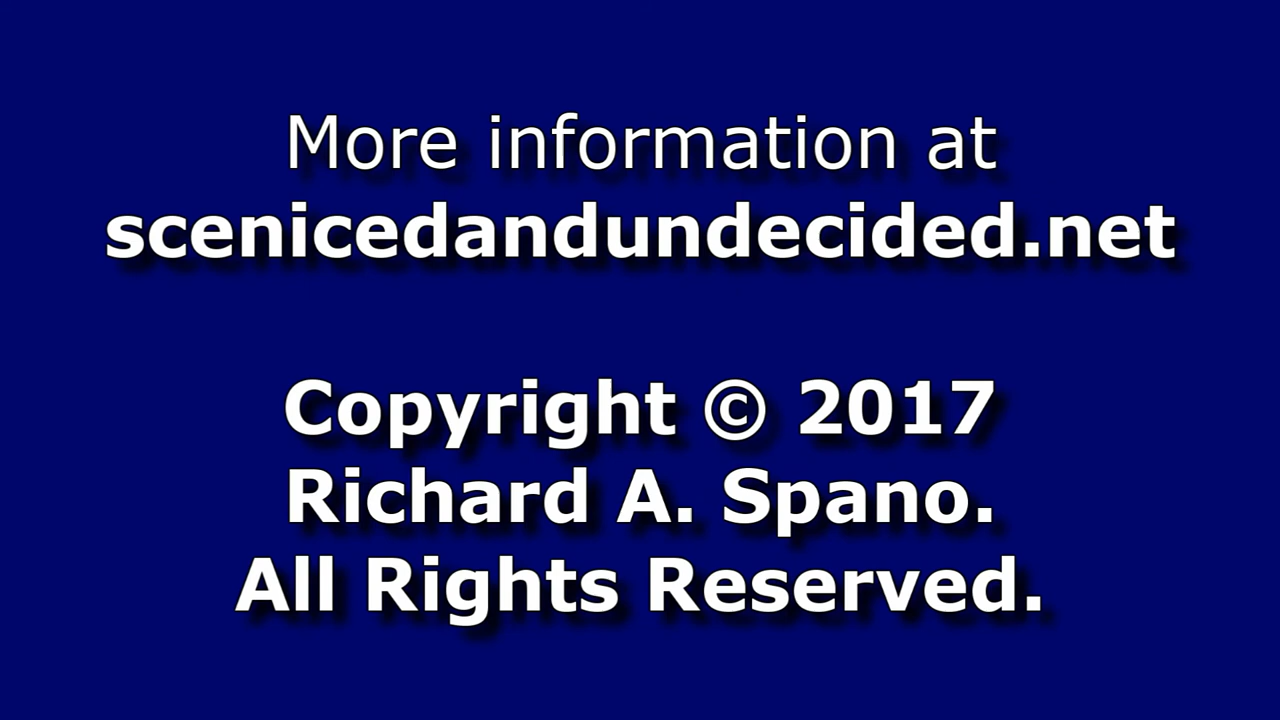 More information at
scenicedandundecided.net
Copyright © 2017
Richard A. Spano.
All Rights Reserved.